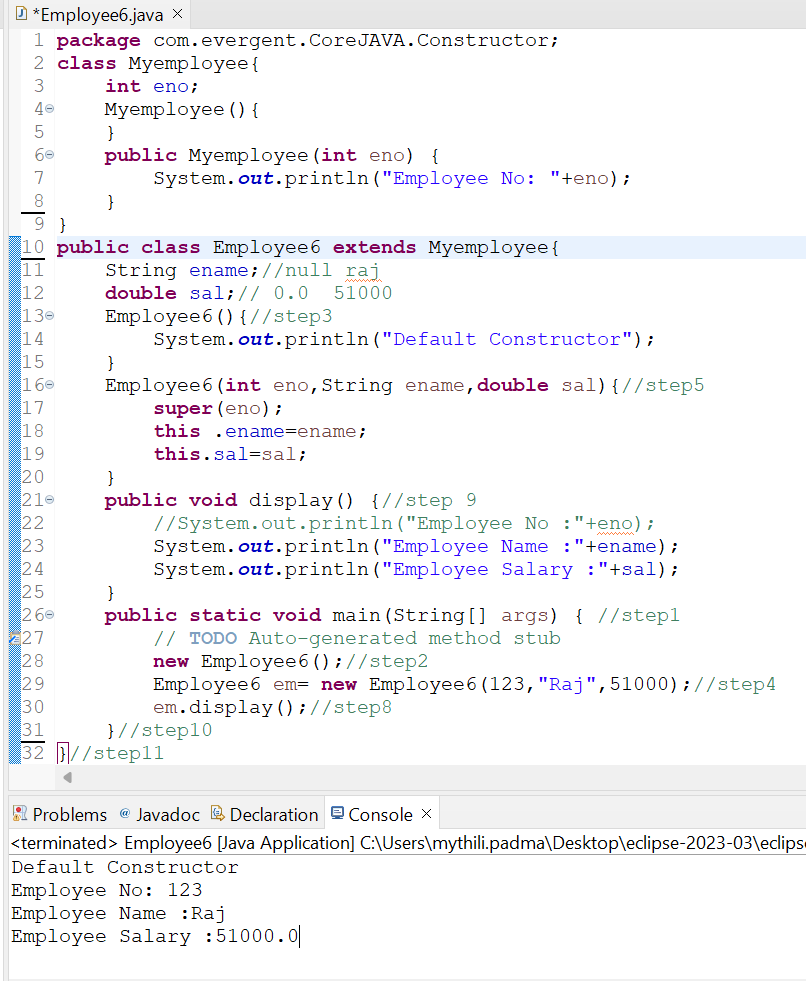 *Employee6.java ×
1 package com.evergent.CoreJAVA.Constructor;
2 class Myemployee{
3     int eno;
4     Myemployee(){
5     }
6     public Myemployee(int eno) {
7         System.out.println("Employee No: "+eno);
8     }
9 }
10 public class Employee6 extends Myemployee{
11     String ename;//null raj
12     double sal;// 0.0  51000
13     Employee6(){//step3
14         System.out.println("Default Constructor");
15     }
16     Employee6(int eno,String ename,double sal){//step5
17         super(eno);
18         this .ename=ename;
19         this.sal=sal;
20     }
21     public void display() {//step 9
22         //System.out.println("Employee No :"+eno);
23         System.out.println("Employee Name :"+ename);
24         System.out.println("Employee Salary :"+sal);
25     }
26     public static void main(String[] args) { //step1
27         // TODO Auto-generated method stub
28         new Employee6();//step2
29         Employee6 em= new Employee6(123,"Raj",51000);//step4
30         em.display();//step8
31     }//step10
32 }//step11
Problems @ Javadoc Declaration Console ×
<terminated> Employee6 [Java Application] C:\Users\mythili.padma\Desktop\eclipse-2023-03\eclipse
Default Constructor
Employee No: 123
Employee Name :Raj
Employee Salary :51000.0